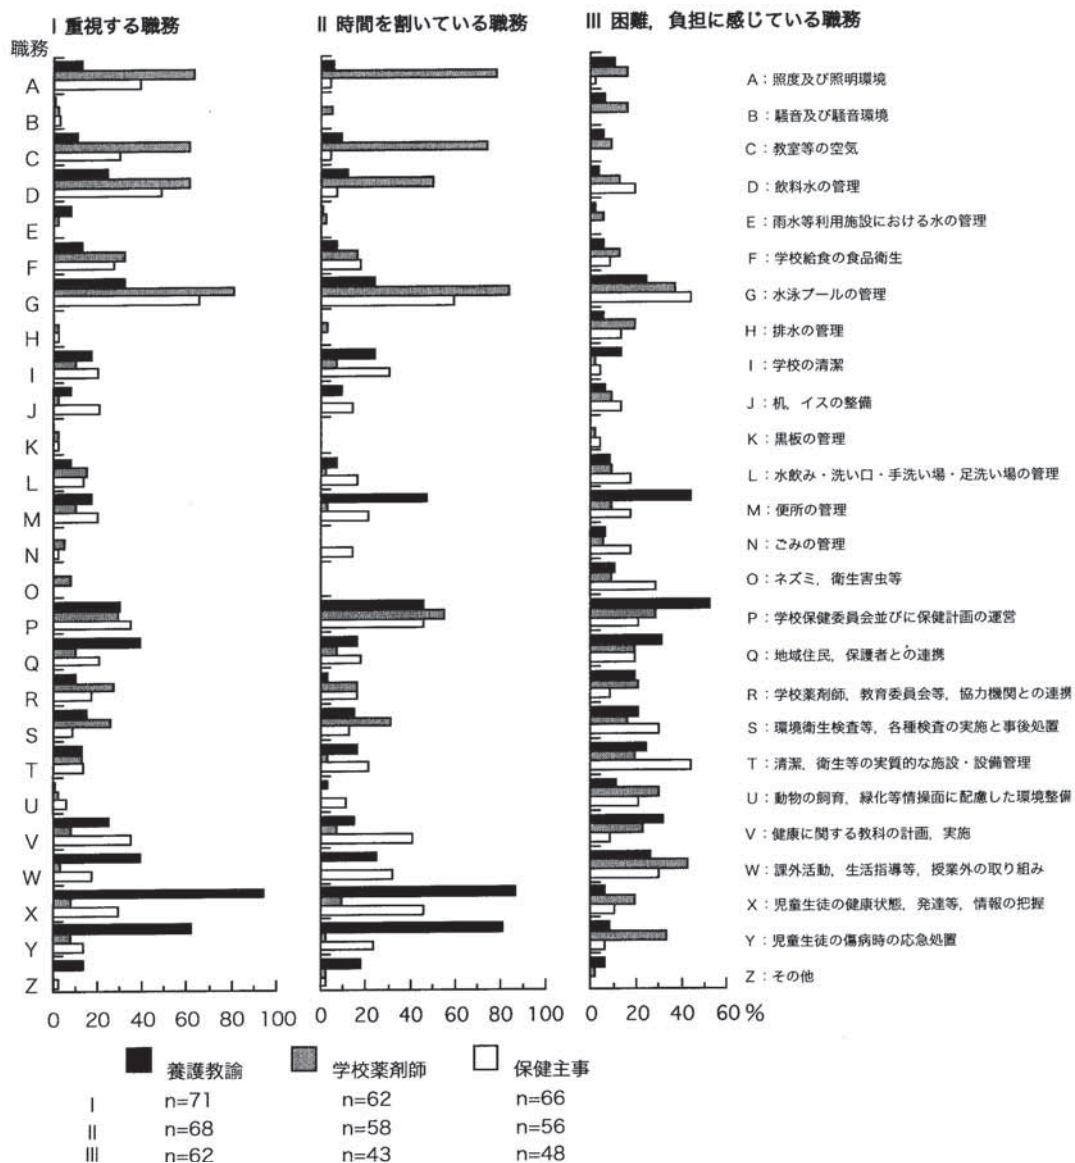 Ⅰ 重視する職務
Ⅱ 時間を割いている職務
Ⅲ 困難，負担に感じている職務
職務
A
B
C
D
E
F
G
H
I
J
K
L
M
N
O
P
Q
R
S
T
U
V
W
X
Y
Z
0 20 40 60 80 100
0 20 40 60 80 100
0 20 40 60 %
A：照度及び照明環境
B：騒音及び騒音環境
C：教室等の空気
D：飲料水の管理
E：雨水等利用施設における水の管理
F：学校給食の食品衛生
G：水泳プールの管理
H：排水の管理
I：学校の清潔
J：机，イスの整備
K：黒板の管理
L：水飲み・洗い口・手洗い場・足洗い場の管理
M：便所の管理
N：ごみの管理
O：ネズミ，衛生害虫等
P：学校保健委員会並びに保健計画の運営
Q：地域住民，保護者との連携
R：学校薬剤師，教育委員会等，協力機関との連携
S：環境衛生検査等，各種検査の実施と事後処置
T：清潔，衛生等の実質的な施設・設備管理
U：動物の飼育，緑化等情操面に配慮した環境整備
V：健康に関する教科の計画，実施
W：課外活動，生活指導等，授業外の取り組み
X：児童生徒の健康状態，発達等，情報の把握
Y：児童生徒の傷病時の応急処置
Z：その他
養護教諭 学校薬剤師 保健主事
Ⅰ n=71 n=62 n=66
Ⅱ n=68 n=58 n=56
Ⅲ n=62 n=43 n=48